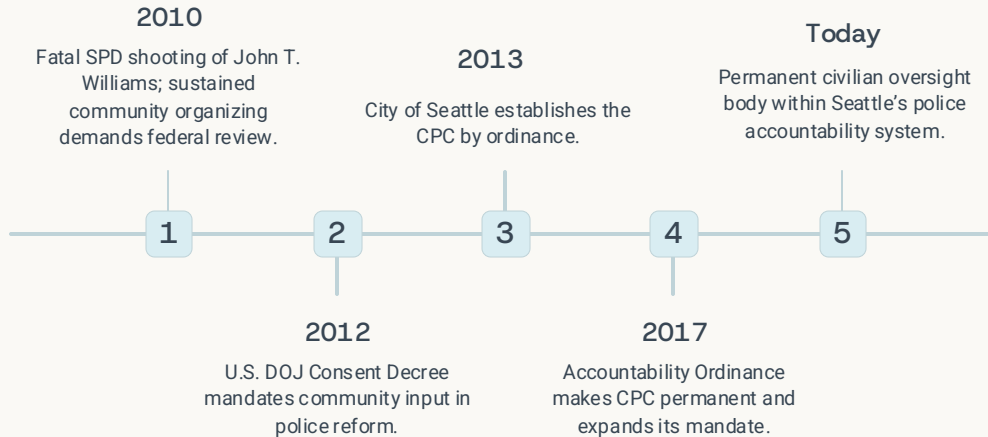 2010
Fatal SPD shooting of John T.
Williams; sustained
community organizing
demands federal review.
2013
City of Seattle establishes the
CPC by ordinance.
Today
Permanent civilian oversight
body within Seattle's police
accountability system.
1
2
3
4
5
2012
U.S. DOJ Consent Decree
mandates community input in
police reform.
2017
Accountability Ordinance
makes CPC permanent and
expands its mandate.